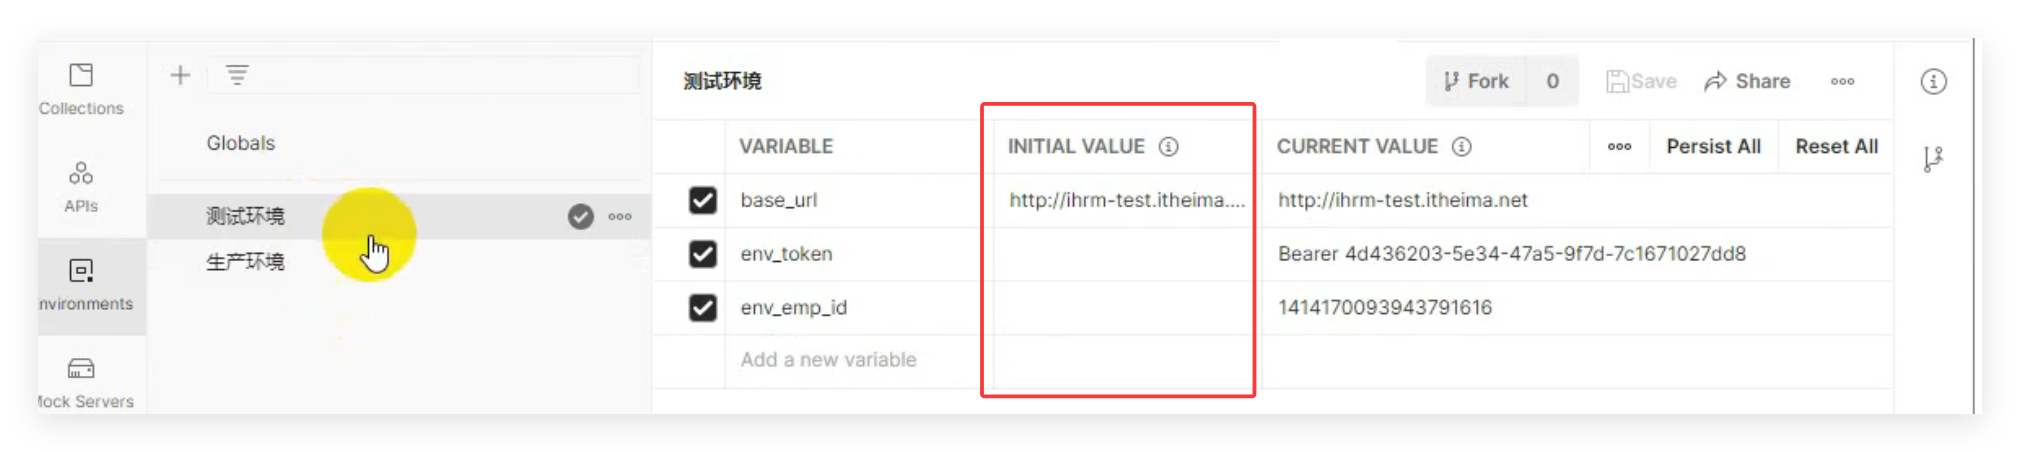 Collections
APIs
nvironments
lock Servers
Globals
测试环境
生产环境
测试环境
Fork 0 Save Share
VARIABLE INITIAL VALUE CURRENT VALUE Persist All Reset All
base_url http://ihrm-test.itheima.... http://ihrm-test.itheima.net
env_token Bearer 4d436203-5e34-47a5-9f7d-7c1671027dd8
env_emp_id 1414170093943791616
Add a new variable